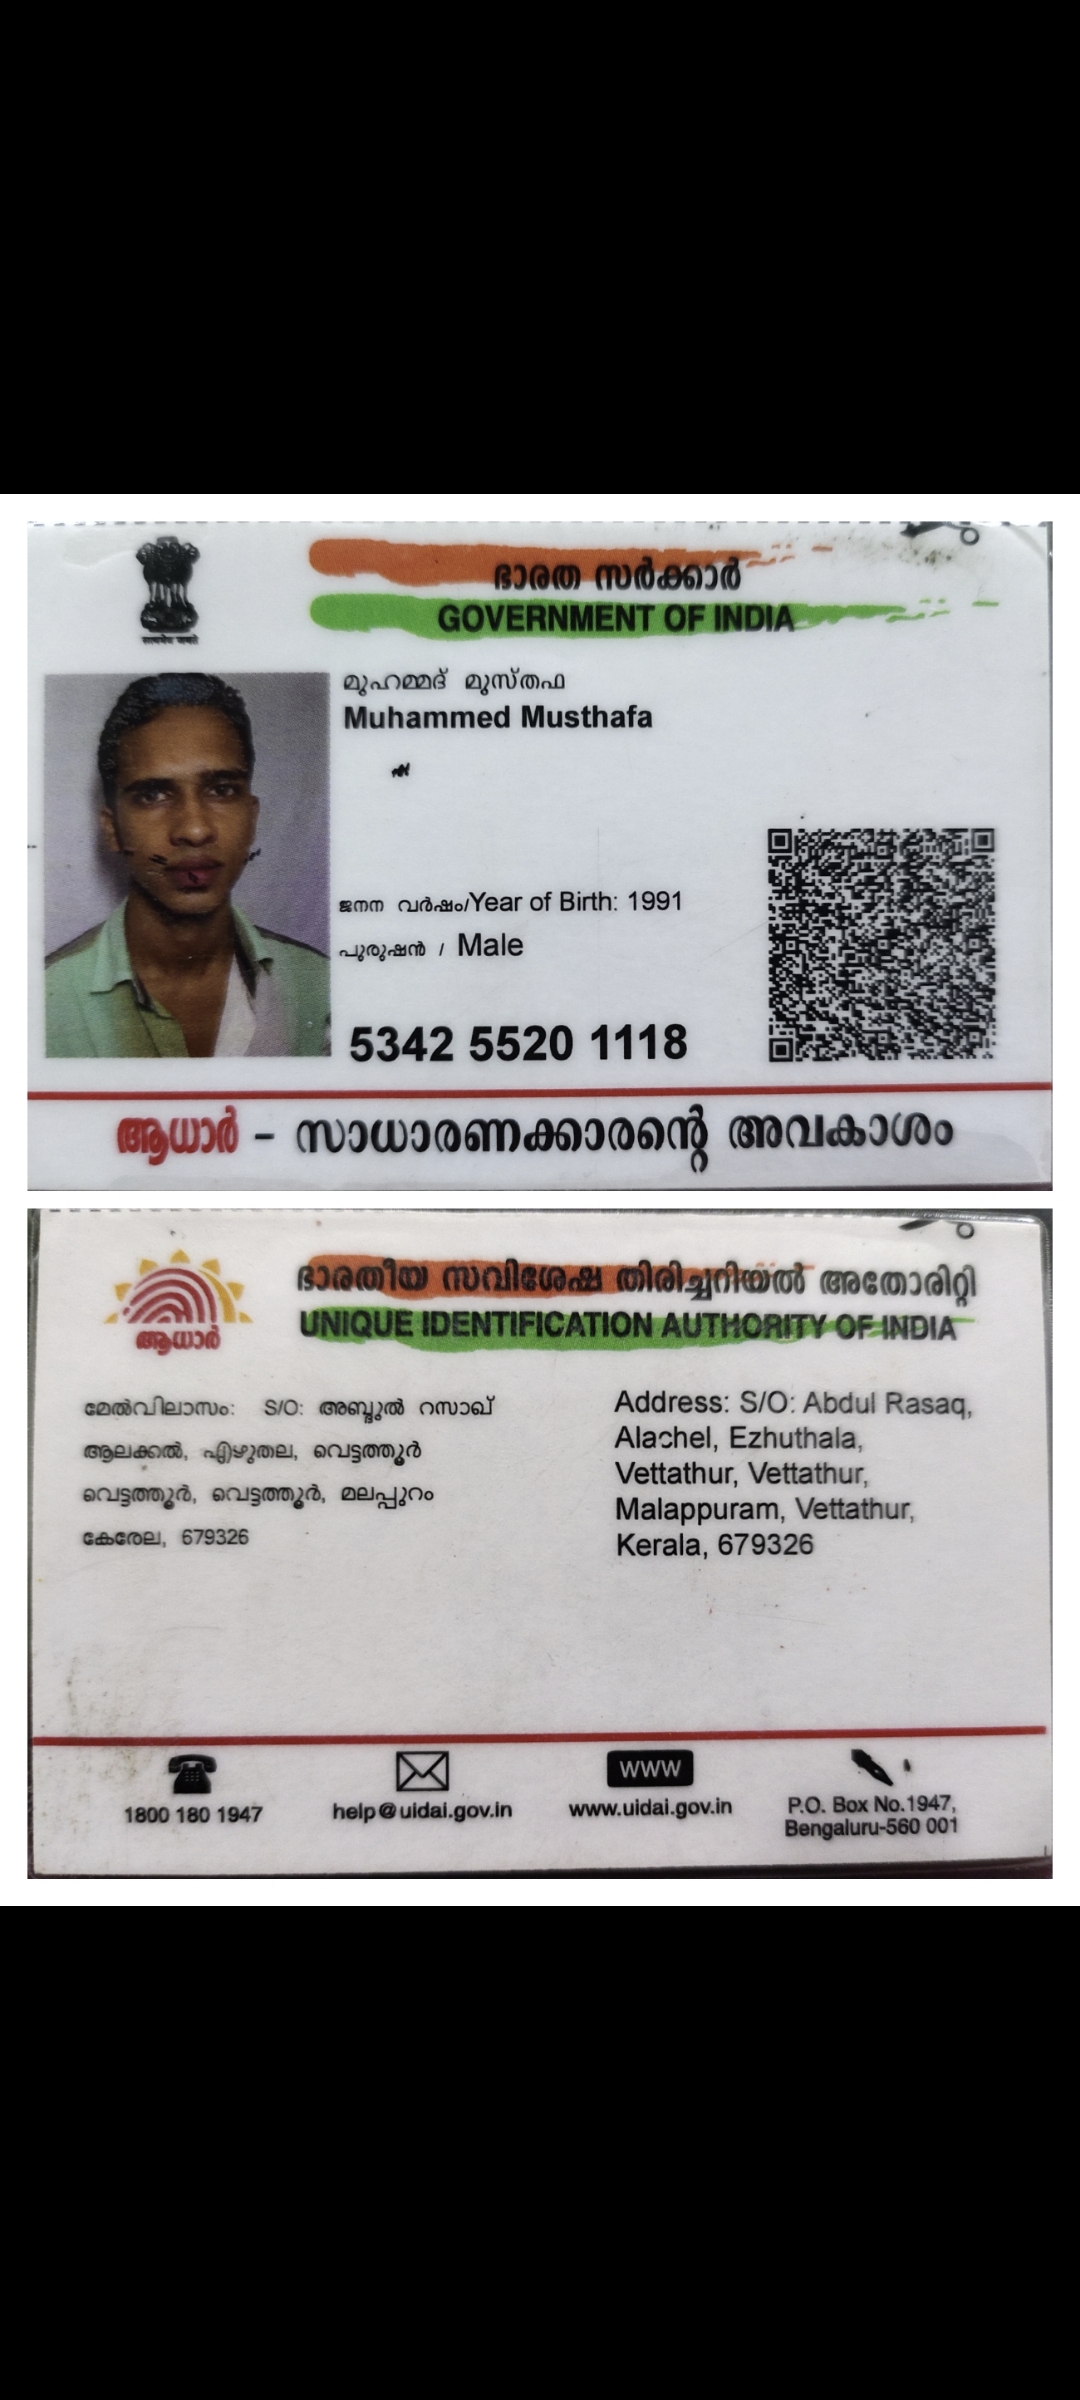 ഭാരത സർക്കാർ
GOVERNMENT OF INDIA
सत्यमेव जयते
മുഹമ്മദ് മുസ്തഫ
Muhammed Musthafa
ജനന വർഷം/Year of Birth: 1991
പുരുഷൻ / Male
5342 5520 1118
ആധാർ – സാധാരണക്കാരന്റെ അവകാശം
ഭാരതീയ സവിശേഷ തിരിച്ചറിയൽ അതോരിറ്റി
UNIQUE IDENTIFICATION AUTHORITY OF INDIA
ആധാർ
മേൽവിലാസം: S/O: അബ്ദുൽ റസാഖ്
ആലക്കൽ, എഴുതല, വെട്ടത്തൂർ
വെട്ടത്തൂർ, വെട്ടത്തൂർ, മലപ്പുറം
കേരേല, 679326
Address: S/O: Abdul Rasaq,
Alachel, Ezhuthala,
Vettathur, Vettathur,
Malappuram, Vettathur,
Kerala, 679326
1800 180 1947
help@uidai.gov.in
WWW
www.uidai.gov.in
P.O. Box No.1947,
Bengaluru-560 001